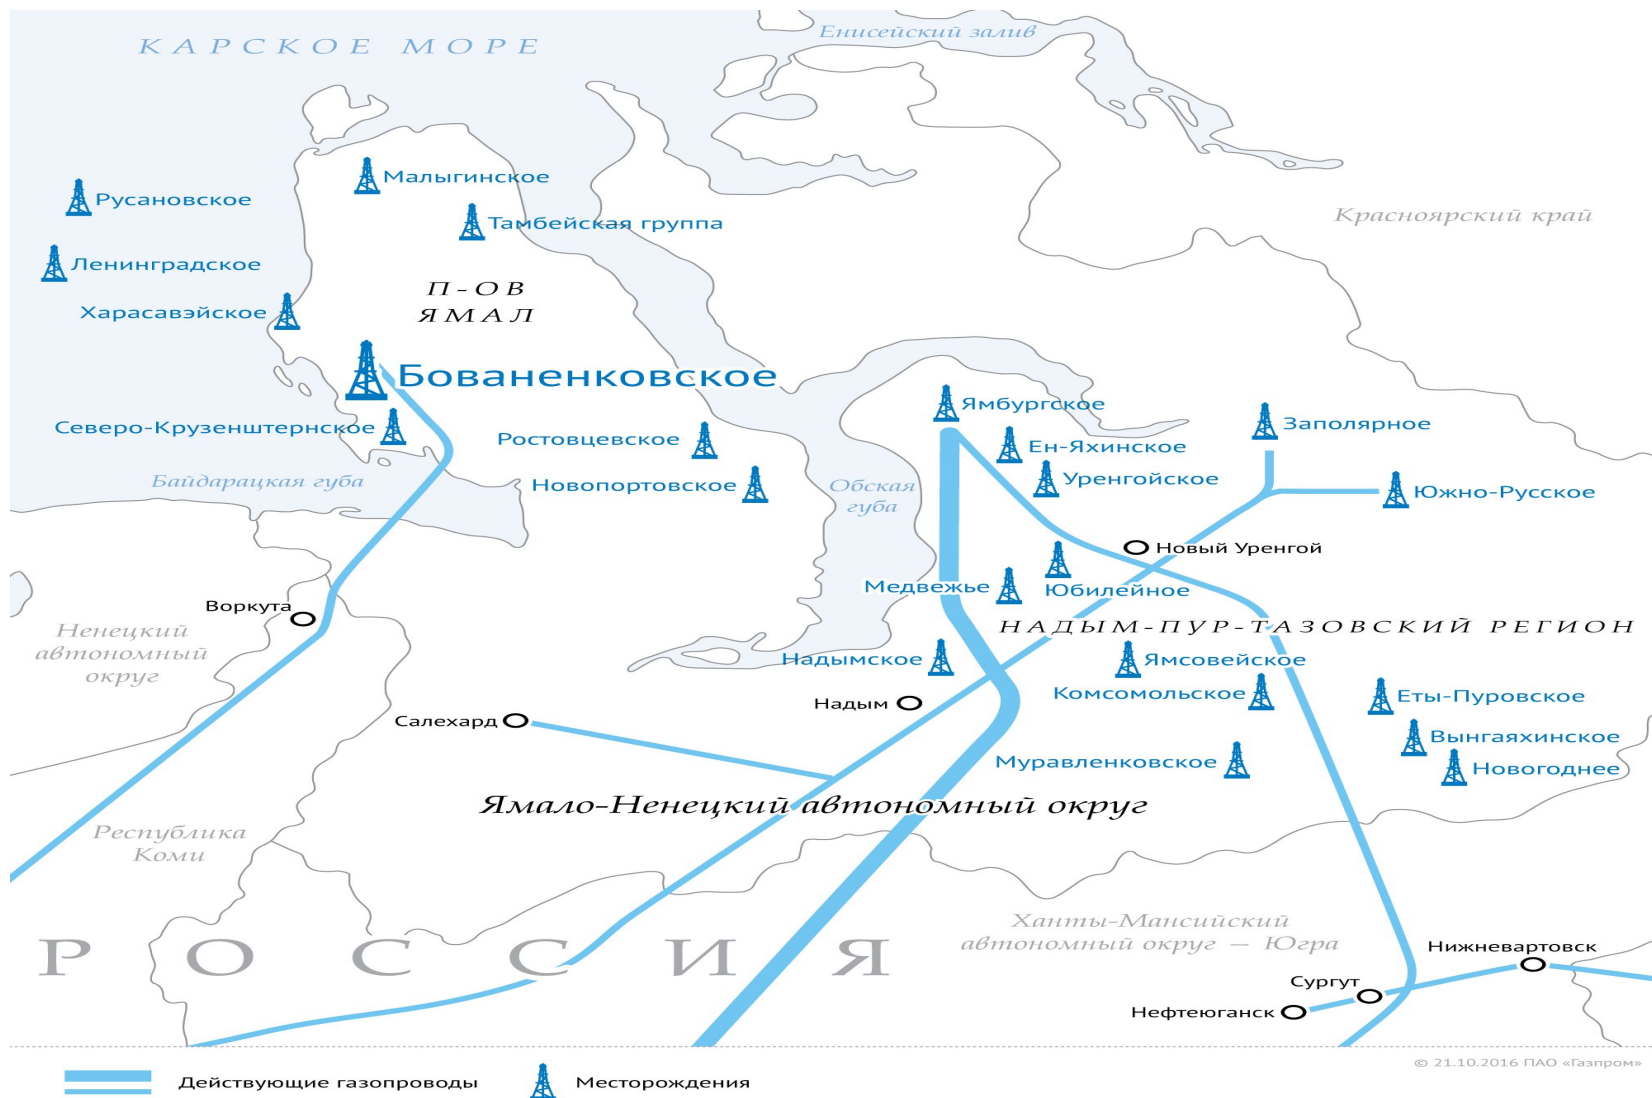 КАРСКОЕ МОРЕ
Енисейский залив
Малыгинское
Русановское
Тамбейская группа
Красноярский край
Ленинградское
П-ОВ
ЯМАЛ
Харасавэйское
Бованенковское
Ямбургское
Заполярное
Северо-Крузенштернское
Ростовцевское
Ен-Яхинское
Уренгойское
Байдарацкая губа
Новопортовское
Обская
губа
Южно-Русское
Новый Уренгой
Медвежье
Юбилейное
Воркута
НАДЫМ-ПУР-ТАЗОВСКИЙ РЕГИОН
Ненецкий
автономный
округ
Надымское
Ямсовейское
Комсомольское
Еты-Пуровское
Надым
Салехард
Вынгаяхинское
Муравленковское
Новогоднее
Ямало-Ненецкий автономный округ
Республика
Коми
Ханты-Мансийский
автономный округ – Югра
РОССИЯ
Нижневартовск
Сургут
Нефтеюганск
© 21.10.2016 ПАО «Газпром»
Действующие газопроводы
Месторождения